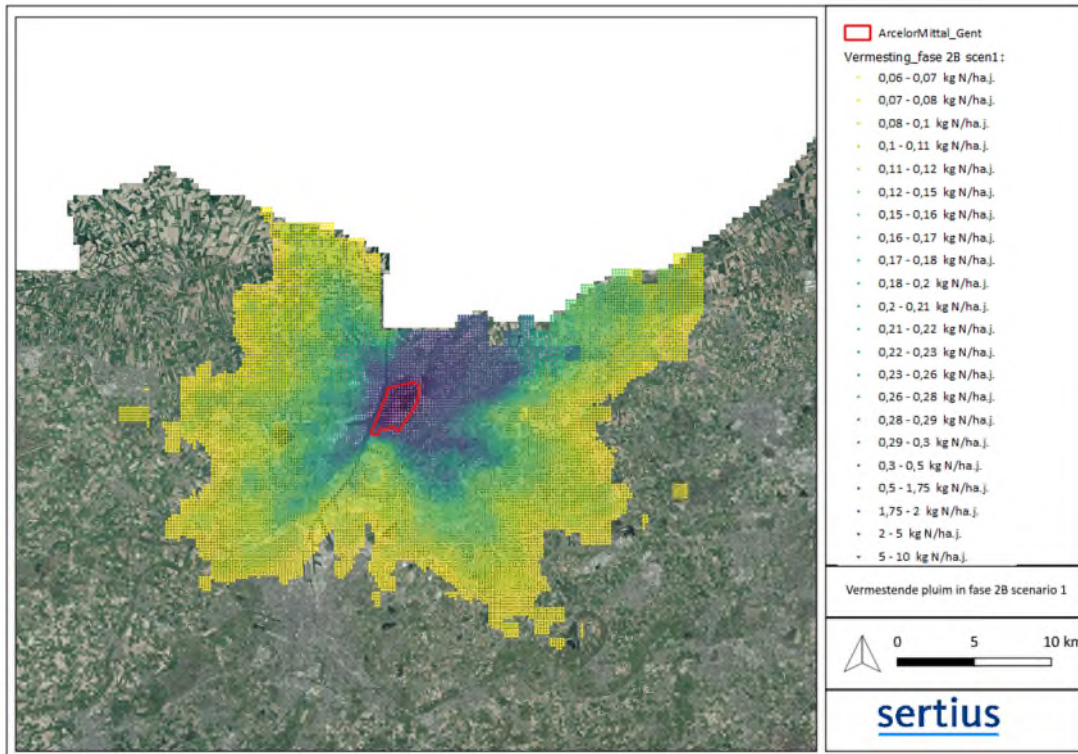 ArcelorMittal_Gent
Vermesting_fase 2B scen1:
0,06 - 0,07 kg N/ha.j.
0,07 - 0,08 kg N/ha.j.
0,08 - 0,1 kg N/ha.j.
0,1 - 0,11 kg N/ha.j.
0,11 - 0,12 kg N/ha.j.
0,12 - 0,15 kg N/ha.j.
0,15 - 0,16 kg N/ha.j.
0,16 - 0,17 kg N/ha.j.
0,17 - 0,18 kg N/ha.j.
0,18 - 0,2 kg N/ha.j.
0,2 - 0,21 kg N/ha.j.
0,21 - 0,22 kg N/ha.j.
0,22 - 0,23 kg N/ha.j.
0,23 - 0,26 kg N/ha.j.
0,26 - 0,28 kg N/ha.j.
0,28 - 0,29 kg N/ha.j.
0,29 - 0,3 kg N/ha.j.
0,3 - 0,5 kg N/ha.j.
0,5 - 1,75 kg N/ha.j.
1,75 - 2 kg N/ha.j.
2 - 5 kg N/ha.j.
5 - 10 kg N/ha.j.
Vermestende pluim in fase 2B scenario 1
0 5 10 km
sertius